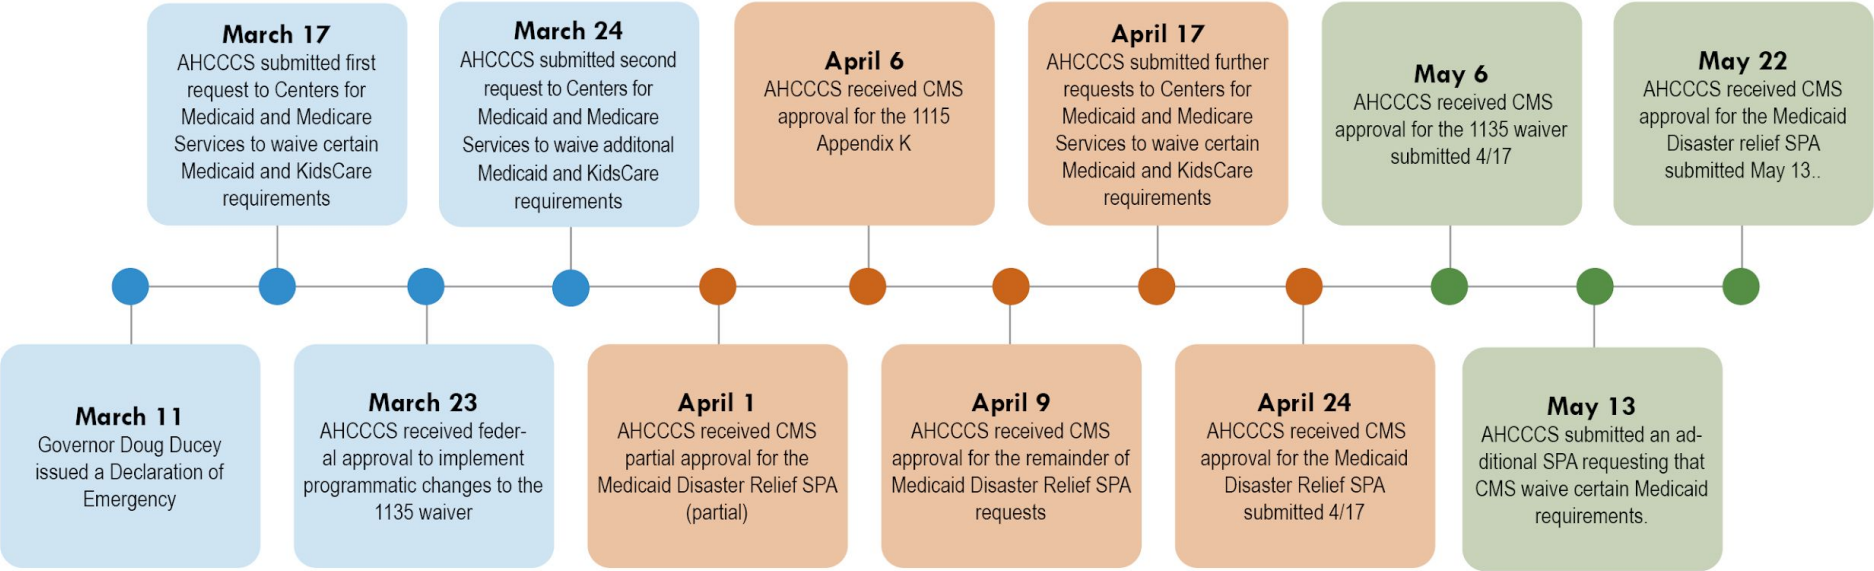 March 17
AHCCCS submitted first
request to Centers for
Medicaid and Medicare
Services to waive certain
Medicaid and KidsCare
requirements
March 24
AHCCCS submitted second
request to Centers for
Medicaid and Medicare
Services to waive additonal
Medicaid and KidsCare
requirements
April 6
AHCCCS received CMS
approval for the 1115
Appendix K
April 17
AHCCCS submitted further
requests to Centers for
Medicaid and Medicare
Services to waive certain
Medicaid and KidsCare
requirements
May 6
AHCCCS received CMS
approval for the 1135 waiver
submitted 4/17
May 22
AHCCCS received CMS
approval for the Medicaid
Disaster relief SPA
submitted May 13..
March 11
Governor Doug Ducey
issued a Declaration of
Emergency
March 23
AHCCCS received feder-
al approval to implement
programmatic changes to the
1135 waiver
April 1
AHCCCS received CMS
partial approval for the
Medicaid Disaster Relief SPA
(partial)
April 9
AHCCCS received CMS
approval for the remainder of
Medicaid Disaster Relief SPA
requests
April 24
AHCCCS received CMS
approval for the Medicaid
Disaster Relief SPA
submitted 4/17
May 13
AHCCCS submitted an ad-
ditional SPA requesting that
CMS waive certain Medicaid
requirements.